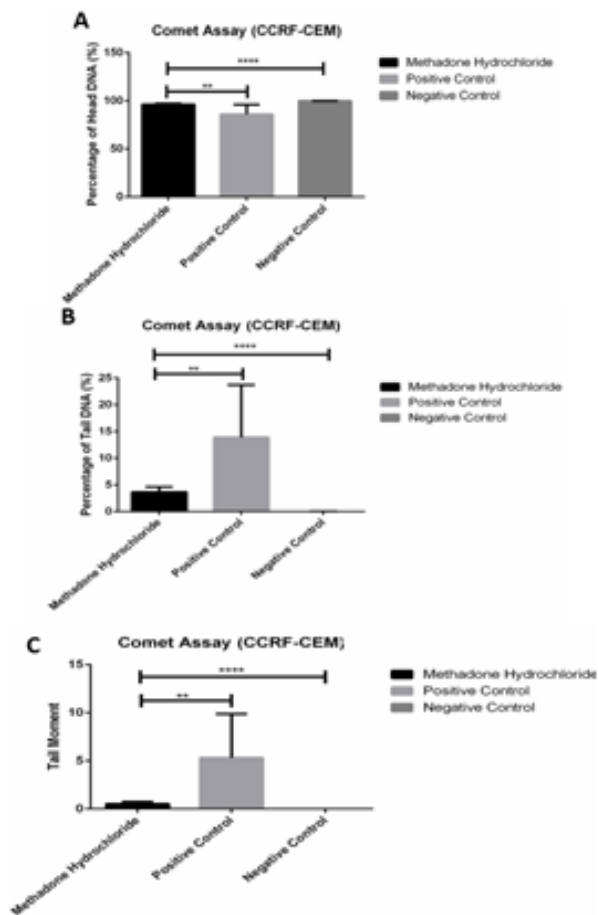 A
Comet Assay (CCRF-CEM)
Percentage of Head DNA (%)
150
100
50
0
****
**
Methadone Hydrochloride
Positive Control
Negative Control
Methadone Hydrochloride
Positive Control
Negative Control
B
Comet Assay (CCRF-CEM)
Percentage of Tail DNA (%)
25
20
15
10
5
0
****
**
Methadone Hydrochloride
Positive Control
Negative Control
Methadone Hydrochloride
Positive Control
Negative Control
C
Comet Assay (CCRF-CEM)
Tail Moment
15
10
5
0
****
**
Methadone Hydrochloride
Positive Control
Negative Control
Methadone Hydrochloride
Positive Control
Negative Control